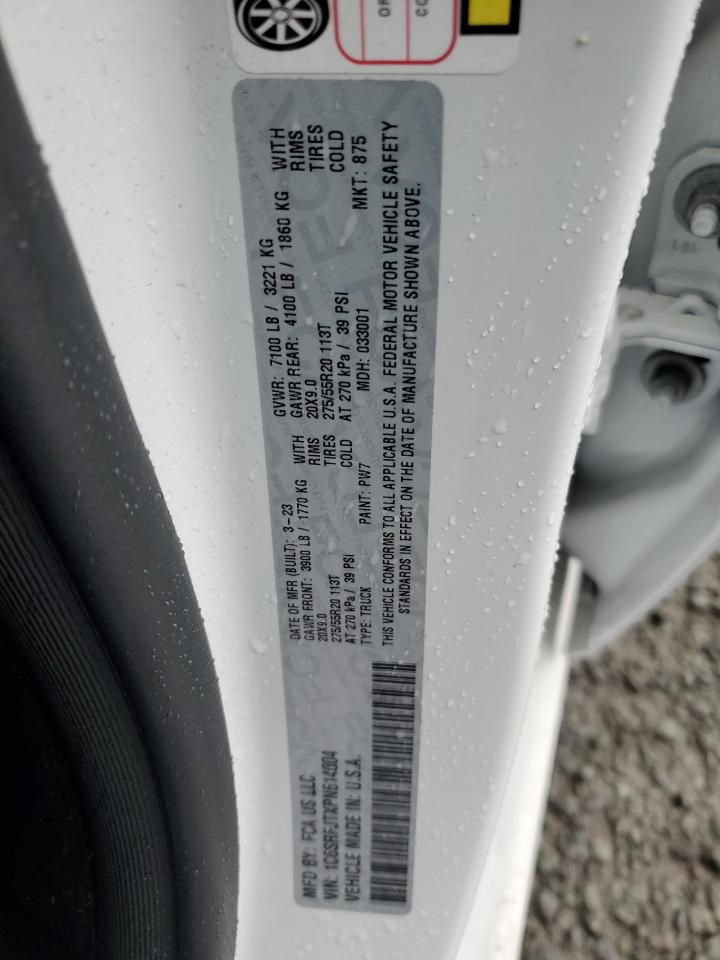 OR
CO
MFD BY: FCA US LLC
DATE OF MFR (BUILT): 3-23
GVWR: 7100 LB / 3221 KG
GAWR FRONT: 3900 LB / 1770 KG WITH
GAWR REAR: 4100 LB / 1860 KG WITH
20X9.0 RIMS
20X9.0 RIMS
275/55R20 113T TIRES
275/55R20 113T TIRES
AT 270 kPa / 39 PSI COLD
AT 270 kPa / 39 PSI COLD
VIN: 1C6SRFJTXPN614004
TYPE: TRUCK PAINT: PW7 MDH: 033001 MKT: 875
VEHICLE MADE IN: U.S.A.
THIS VEHICLE CONFORMS TO ALL APPLICABLE U.S.A. FEDERAL MOTOR VEHICLE SAFETY
STANDARDS IN EFFECT ON THE DATE OF MANUFACTURE SHOWN ABOVE.